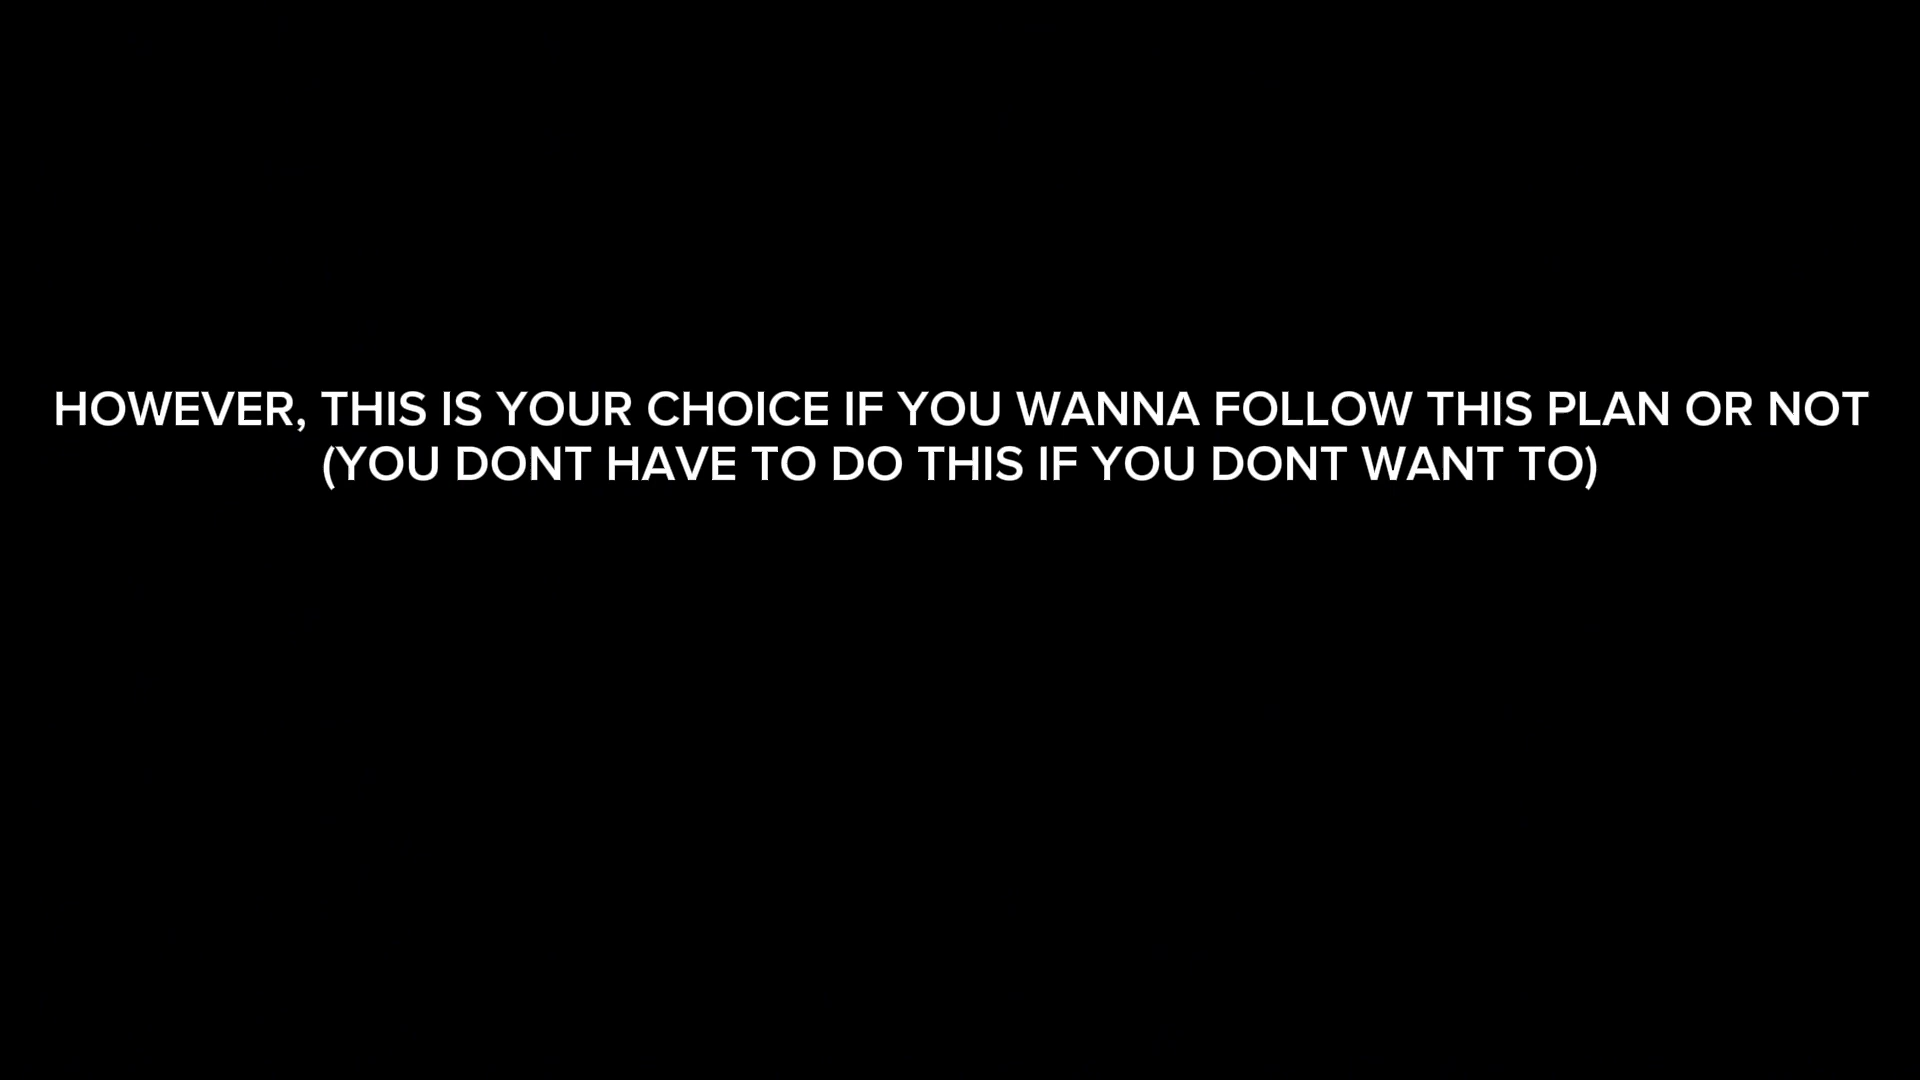 HOWEVER, THIS IS YOUR CHOICE IF YOU WANNA FOLLOW THIS PLAN OR NOT
(YOU DONT HAVE TO DO THIS IF YOU DONT WANT TO)